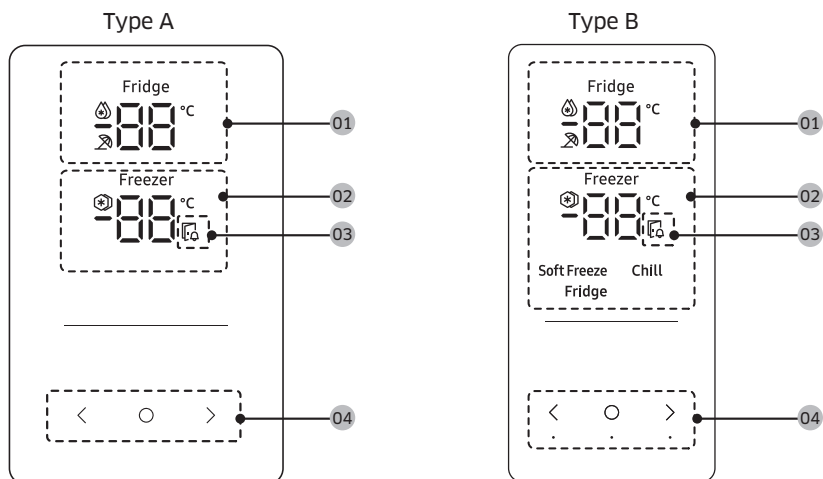 Type A
Fridge
-88 °C
01
Freezer
-88 °C
02
03
< ○ >
04
Type B
Fridge
-88 °C
01
Freezer
-88 °C
02
03
Soft Freeze Chill
Fridge
< ○ >
04